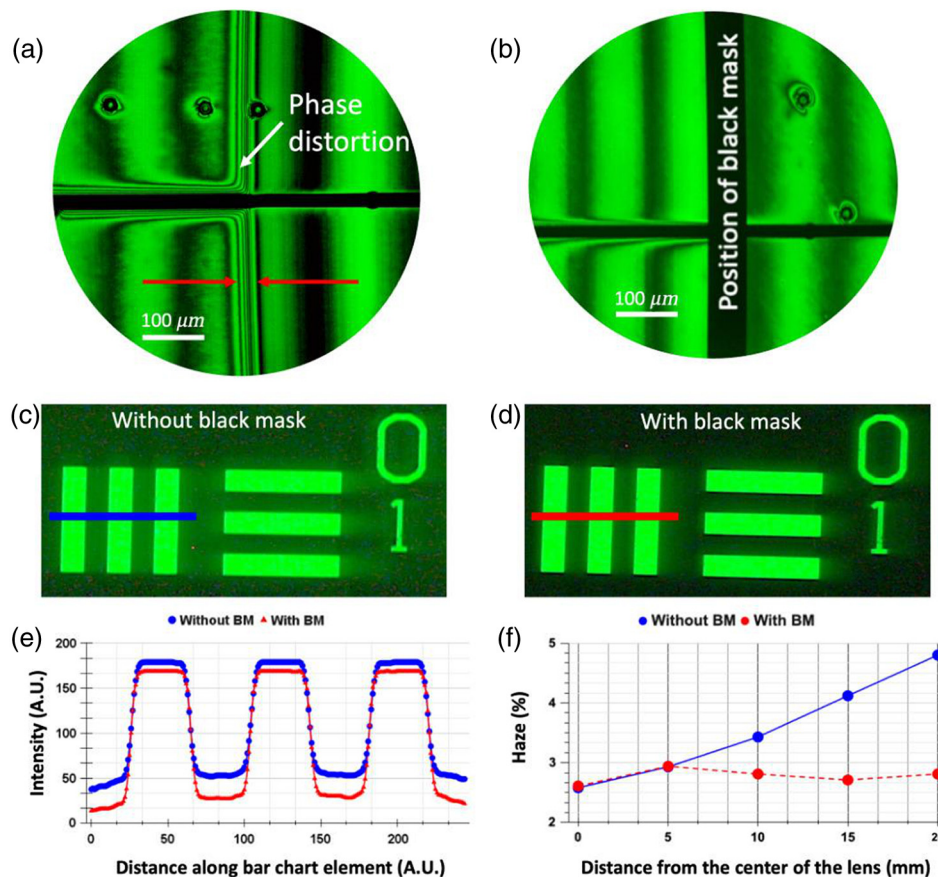 (a)
Phase
distortion
100 μm
(b)
Position of black mask
100 μm
(c)
Without black mask
0
1
(d)
With black mask
0
1
(e)
Without BM With BM
Intensity (A.U.)
200
150
100
50
0
0 50 100 150 200
Distance along bar chart element (A.U.)
(f)
Without BM With BM
Haze (%)
5
4
3
2
0 5 10 15 2
Distance from the center of the lens (mm)